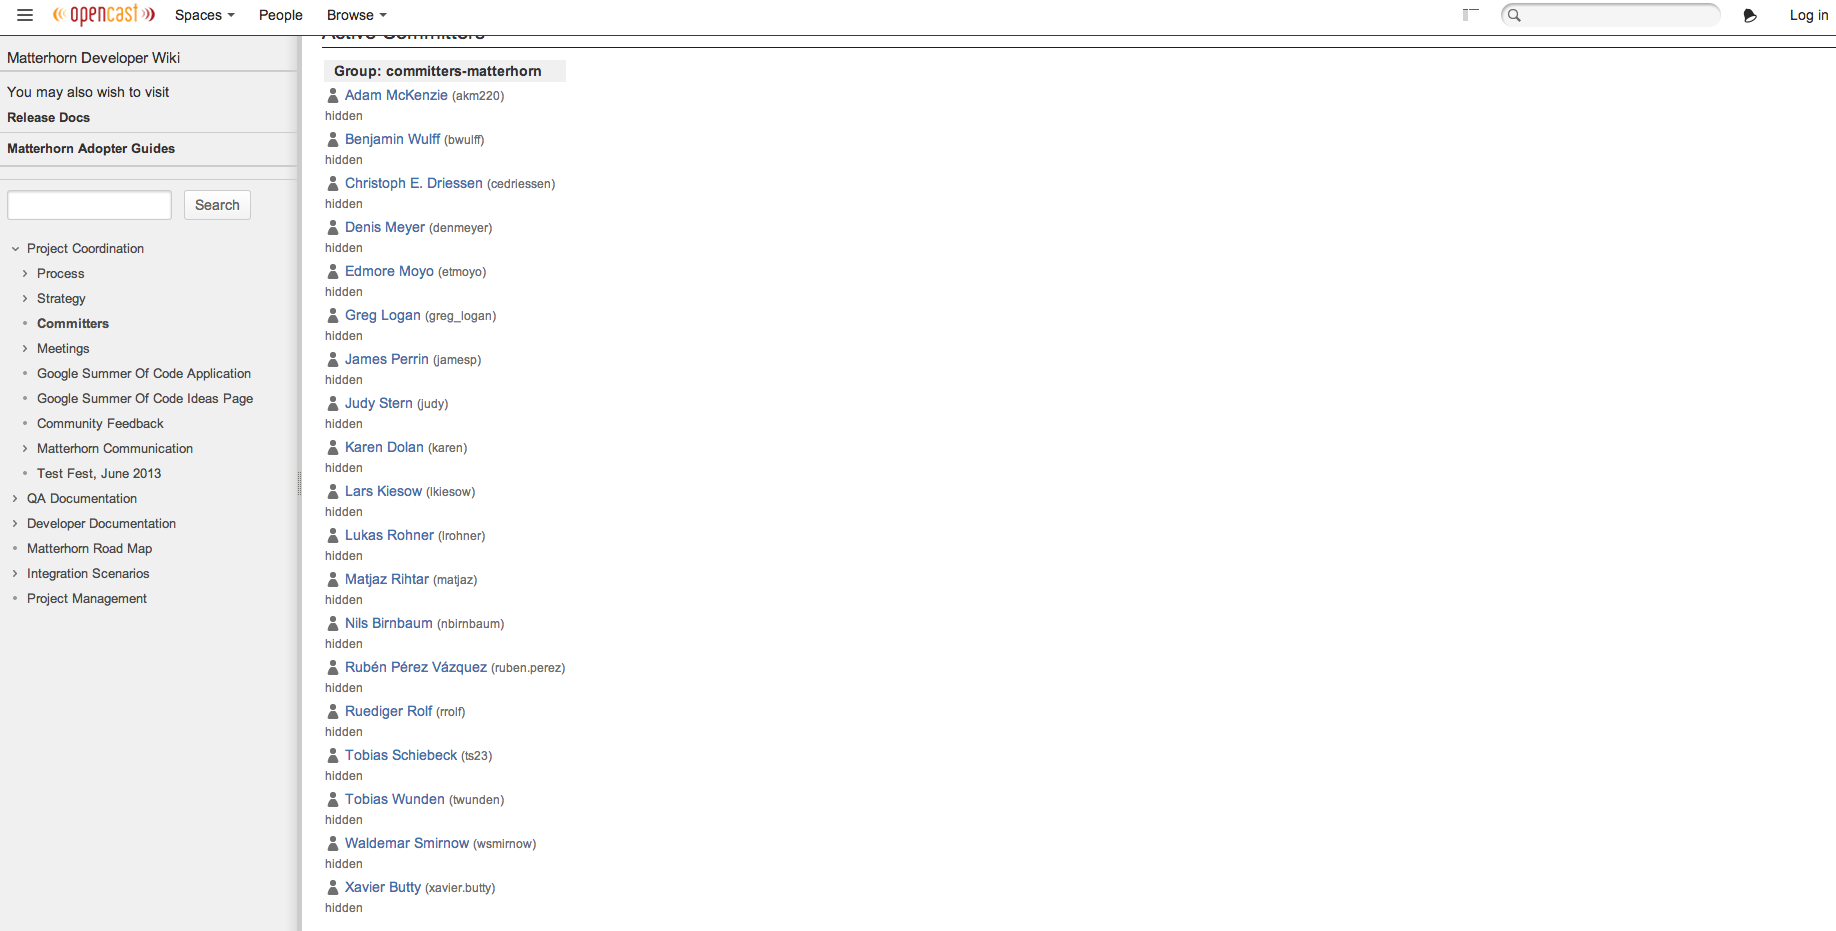 opencast
Spaces
People
Browse
Log in
Matterhorn Developer Wiki
You may also wish to visit
Release Docs
Matterhorn Adopter Guides
Search
Project Coordination
Process
Strategy
Committers
Meetings
Google Summer Of Code Application
Google Summer Of Code Ideas Page
Community Feedback
Matterhorn Communication
Test Fest, June 2013
QA Documentation
Developer Documentation
Matterhorn Road Map
Integration Scenarios
Project Management
Active Committers
Group: committers-matterhorn
Adam McKenzie (akm220)
hidden
Benjamin Wulff (bwulff)
hidden
Christoph E. Driessen (cedriessen)
hidden
Denis Meyer (denmeyer)
hidden
Edmore Moyo (etmoyo)
hidden
Greg Logan (greg_logan)
hidden
James Perrin (jamesp)
hidden
Judy Stern (judy)
hidden
Karen Dolan (karen)
hidden
Lars Kiesow (lkiesow)
hidden
Lukas Rohner (lrohner)
hidden
Matjaz Rihtar (matjaz)
hidden
Nils Birnbaum (nbirnbaum)
hidden
Rubén Pérez Vázquez (ruben.perez)
hidden
Ruediger Rolf (rrolf)
hidden
Tobias Schiebeck (ts23)
hidden
Tobias Wunden (twunden)
hidden
Waldemar Smirnow (wsmirnow)
hidden
Xavier Butty (xavier.butty)
hidden